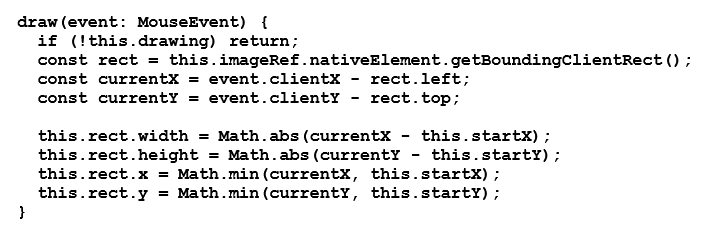 draw(event: MouseEvent) {
  if (!this.drawing) return;
  const rect = this.imageRef.nativeElement.getBoundingClientRect();
  const currentX = event.clientX - rect.left;
  const currentY = event.clientY - rect.top;

  this.rect.width = Math.abs(currentX - this.startX);
  this.rect.height = Math.abs(currentY - this.startY);
  this.rect.x = Math.min(currentX, this.startX);
  this.rect.y = Math.min(currentY, this.startY);
}